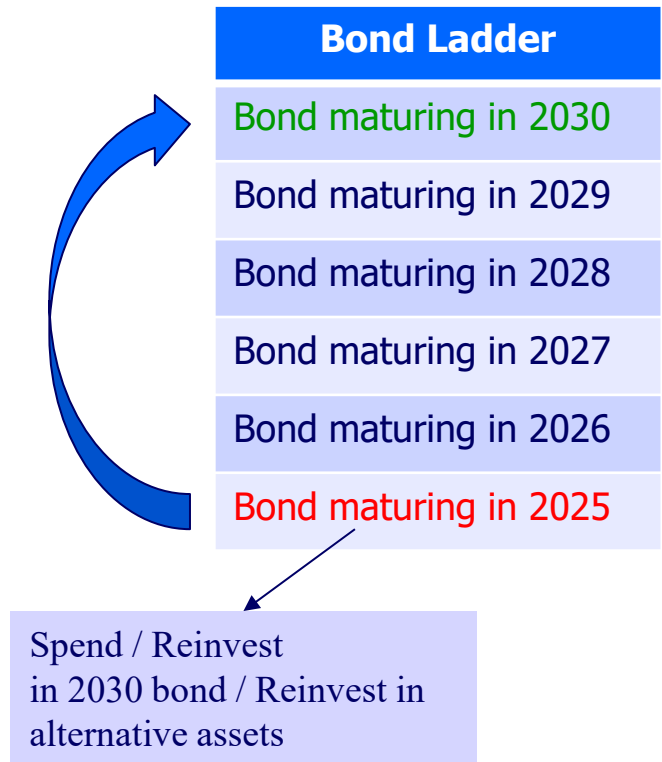 Bond Ladder
Bond maturing in 2030
Bond maturing in 2029
Bond maturing in 2028
Bond maturing in 2027
Bond maturing in 2026
Bond maturing in 2025
Spend / Reinvest
in 2030 bond / Reinvest in
alternative assets